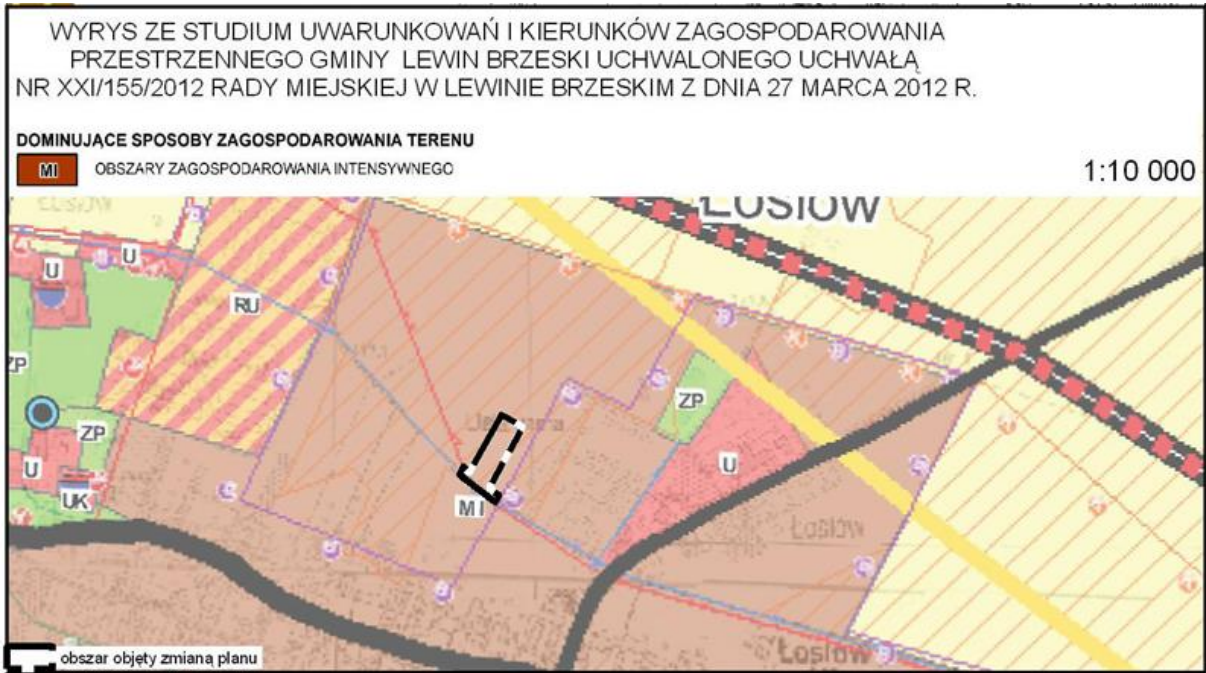 WYRYS ZE STUDIUM UWARUNKOWAŃ I KIERUNKÓW ZAGOSPODAROWANIA
PRZESTRZENNEGO GMINY LEWIN BRZESKI UCHWALONEGO UCHWAŁĄ
NR XXI/155/2012 RADY MIEJSKIEJ W LEWINIE BRZESKIM Z DNIA 27 MARCA 2012 R.
DOMINUJĄCE SPOSOBY ZAGOSPODAROWANIA TERENU
MI OBSZARY ZAGOSPODAROWANIA INTENSYWNEGO
1:10 000
ŁOSIÓW
U
U
RU
ZP
ZP
ZP
U
U
UK
MI
Łosiów
Łosiów
obszar objęty zmianą planu